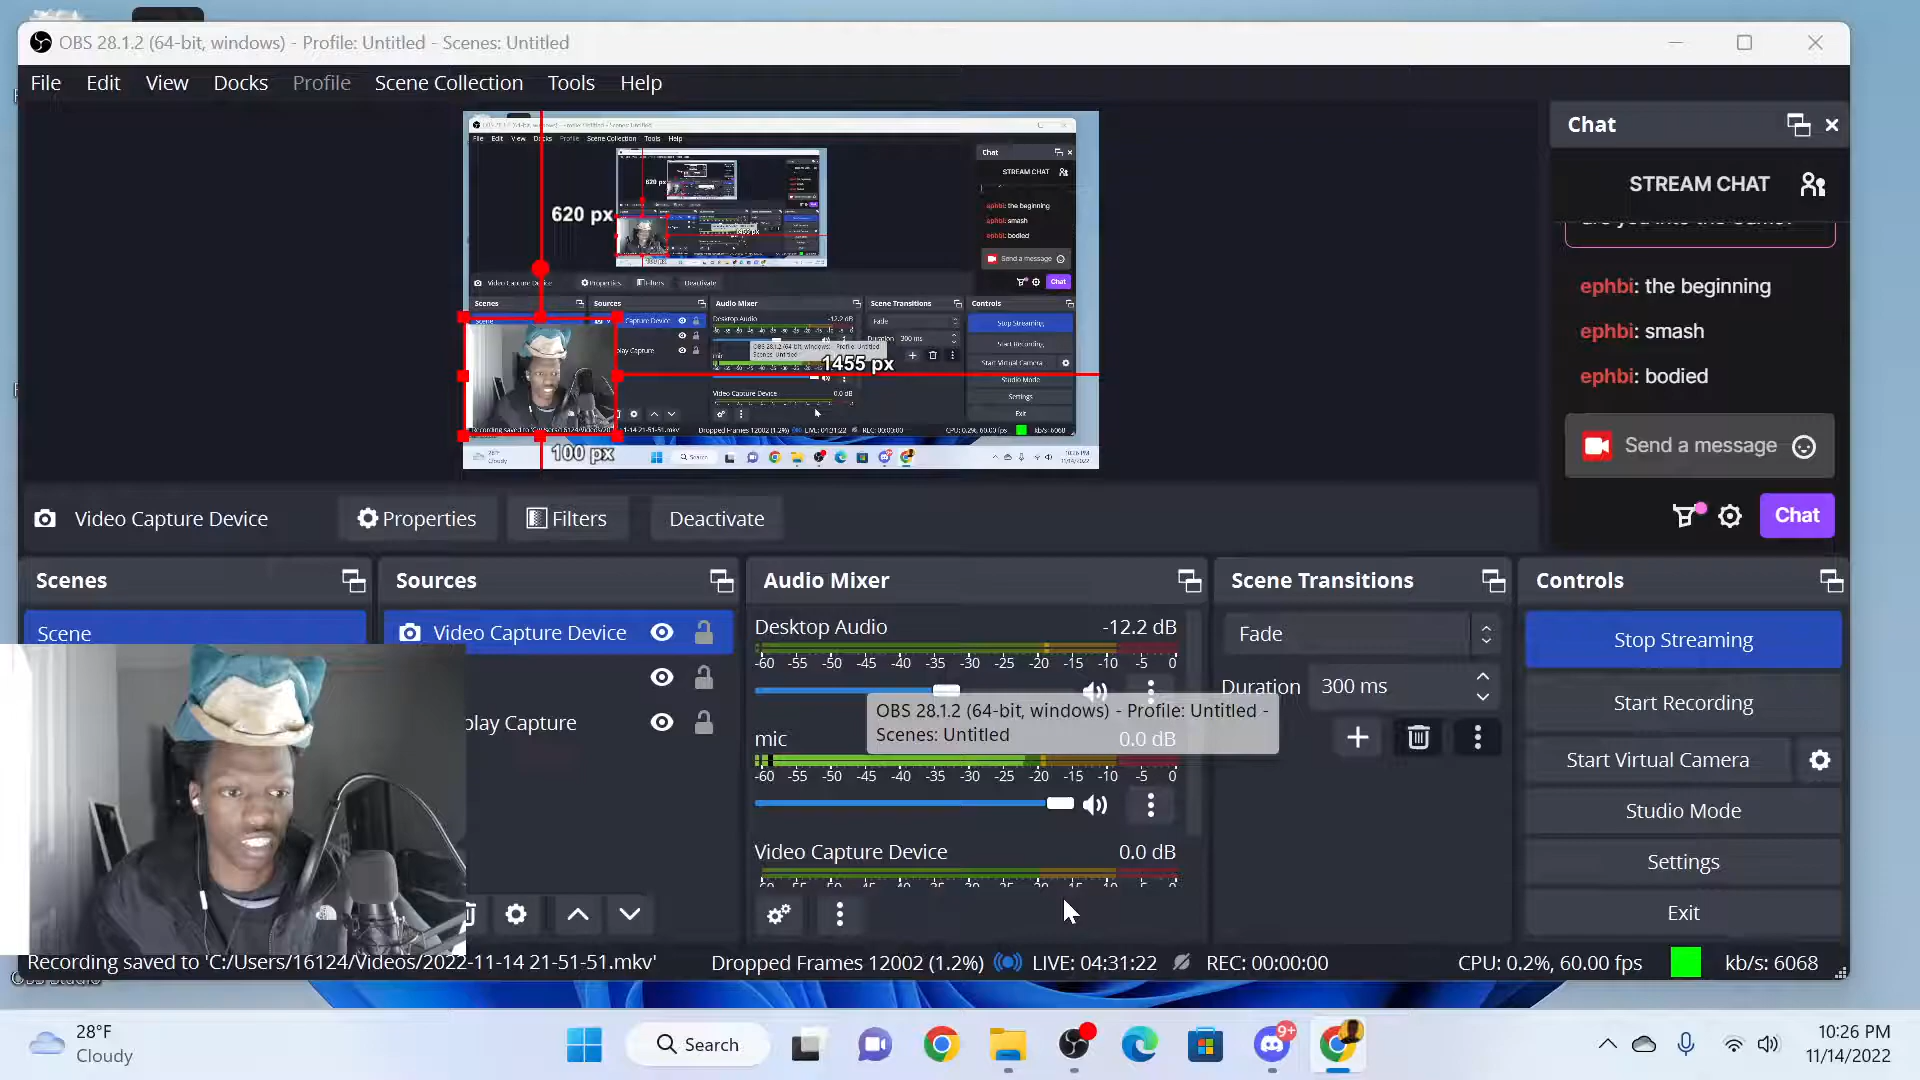 OBS 28.1.2 (64-bit, windows) - Profile: Untitled - Scenes: Untitled
File Edit View Docks Profile Scene Collection Tools Help
620 px
1455 px
100 px
Chat
STREAM CHAT
ephbi: the beginning
ephbi: smash
ephbi: bodied
Send a message
Chat
Video Capture Device
Properties
Filters
Deactivate
Scenes
Scene
Sources
Video Capture Device
play Capture
Audio Mixer
Desktop Audio -12.2 dB
-60 -55 -50 -45 -40 -35 -30 -25 -20 -15 -10 -5 0
OBS 28.1.2 (64-bit, windows) - Profile: Untitled -
Scenes: Untitled
mic 0.0 dB
-60 -55 -50 -45 -40 -35 -30 -25 -20 -15 -10 -5 0
Video Capture Device 0.0 dB
Scene Transitions
Fade
Duration 300 ms
Controls
Stop Streaming
Start Recording
Start Virtual Camera
Studio Mode
Settings
Exit
Recording saved to 'C:/Users/16124/Videos/2022-11-14 21-51-51.mkv'
Dropped Frames 12002 (1.2%)
LIVE: 04:31:22
REC: 00:00:00
CPU: 0.2%, 60.00 fps
kb/s: 6068
28°F
Cloudy
Search
9+
10:26 PM
11/14/2022